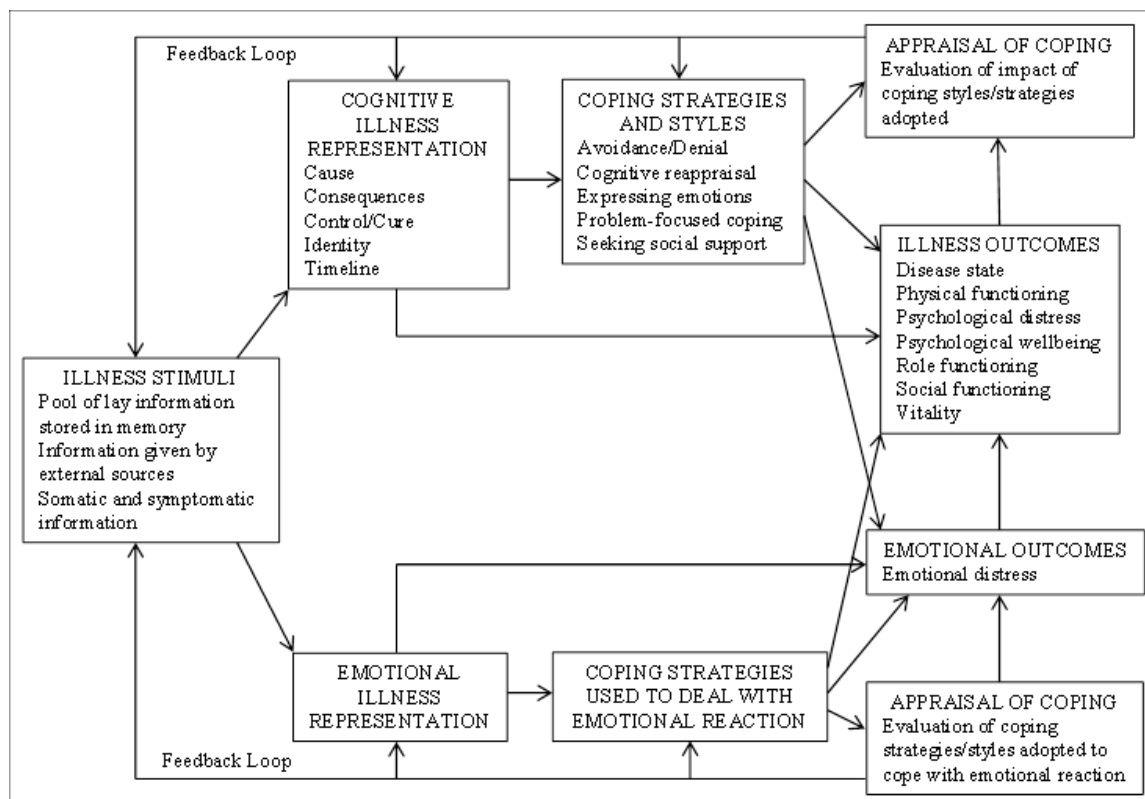 Feedback Loop
COGNITIVE
ILLNESS
REPRESENTATION
Cause
Consequences
Control/Cure
Identity
Timeline
COPING STRATEGIES
AND STYLES
Avoidance/Denial
Cognitive reappraisal
Expressing emotions
Problem-focused coping
Seeking social support
APPRAISAL OF COPING
Evaluation of impact of
coping styles/strategies
adopted
ILLNESS OUTCOMES
Disease state
Physical functioning
Psychological distress
Psychological wellbeing
Role functioning
Social functioning
Vitality
ILLNESS STIMULI
Pool of lay information
stored in memory
Information given by
external sources
Somatic and symptomatic
information
EMOTIONAL OUTCOMES
Emotional distress
EMOTIONAL
ILLNESS
REPRESENTATION
COPING STRATEGIES
USED TO DEAL WITH
EMOTIONAL REACTION
APPRAISAL OF COPING
Evaluation of coping
strategies/styles adopted to
cope with emotional reaction
Feedback Loop